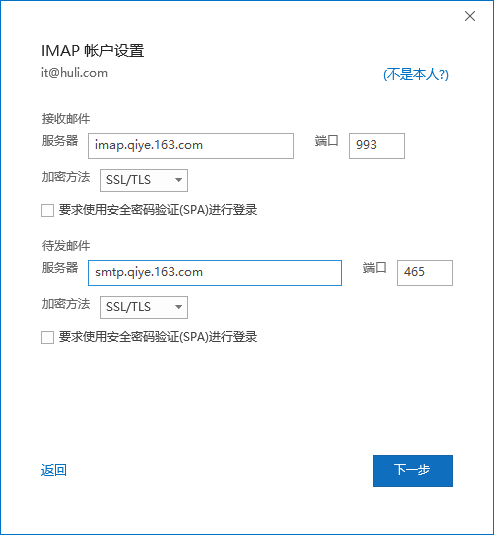 IMAP 帐户设置
it@huli.com
(不是本人?)
接收邮件
服务器 imap.qiye.163.com 端口 993
加密方法 SSL/TLS
要求使用安全密码验证(SPA)进行登录
待发邮件
服务器 smtp.qiye.163.com 端口 465
加密方法 SSL/TLS
要求使用安全密码验证(SPA)进行登录
返回 下一步